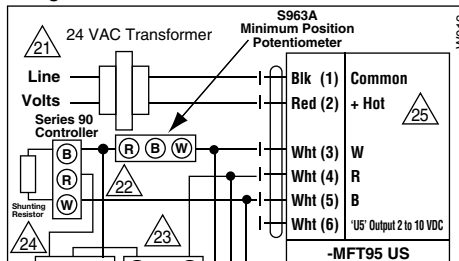 S963A
Minimum Position
Potentiometer
21
24 VAC Transformer
Line
Volts
Blk (1) Common
Red (2) + Hot
25
Series 90
Controller
B
R
W
R B W
Wht (3) W
Wht (4) R
Wht (5) B
Wht (6) 'U5' Output 2 to 10 VDC
22
Shunting
Resistor
24
23
-MFT95 US